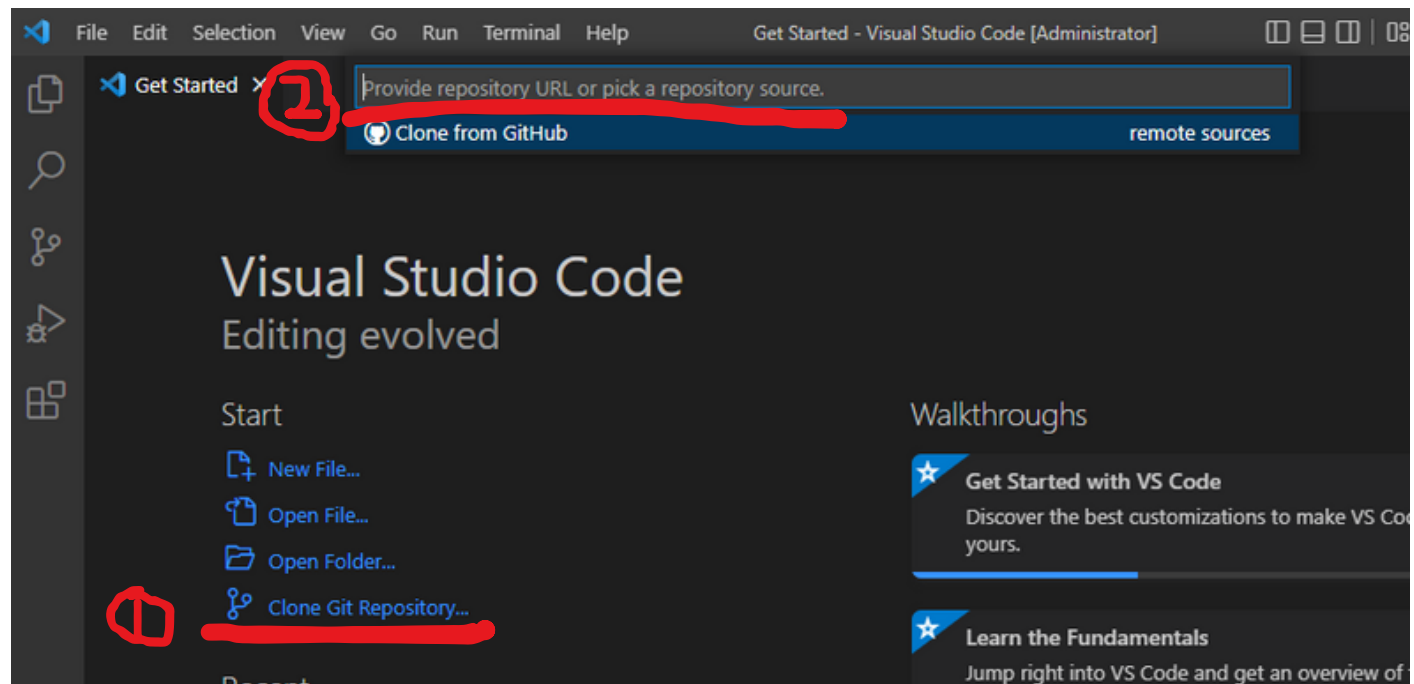 File Edit Selection View Go Run Terminal Help Get Started - Visual Studio Code [Administrator]
Get Started
2
Provide repository URL or pick a repository source.
Clone from GitHub remote sources
Visual Studio Code
Editing evolved
Start
New File...
Open File...
Open Folder...
1
Clone Git Repository...
Walkthroughs
Get Started with VS Code
Discover the best customizations to make VS
yours.
Learn the Fundamentals
Jump right into VS Code and get an overview of